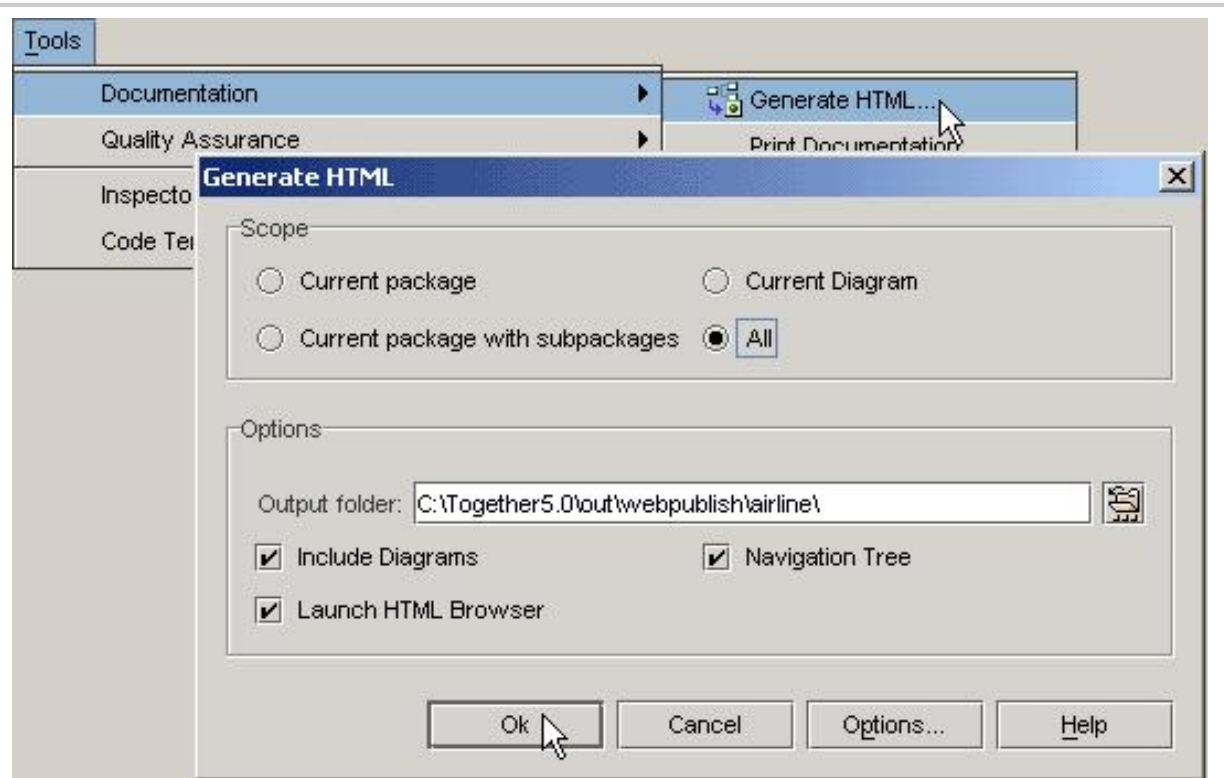 Tools
Documentation
Generate HTML...
Quality Assurance
Print Documentation
Generate HTML
Inspecto
Code Te
Scope
Current package
Current Diagram
Current package with subpackages
All
Options
Output folder: C:\Together5.0\out\webpublish\airline\
Include Diagrams
Navigation Tree
Launch HTML Browser
Ok
Cancel
Options...
Help